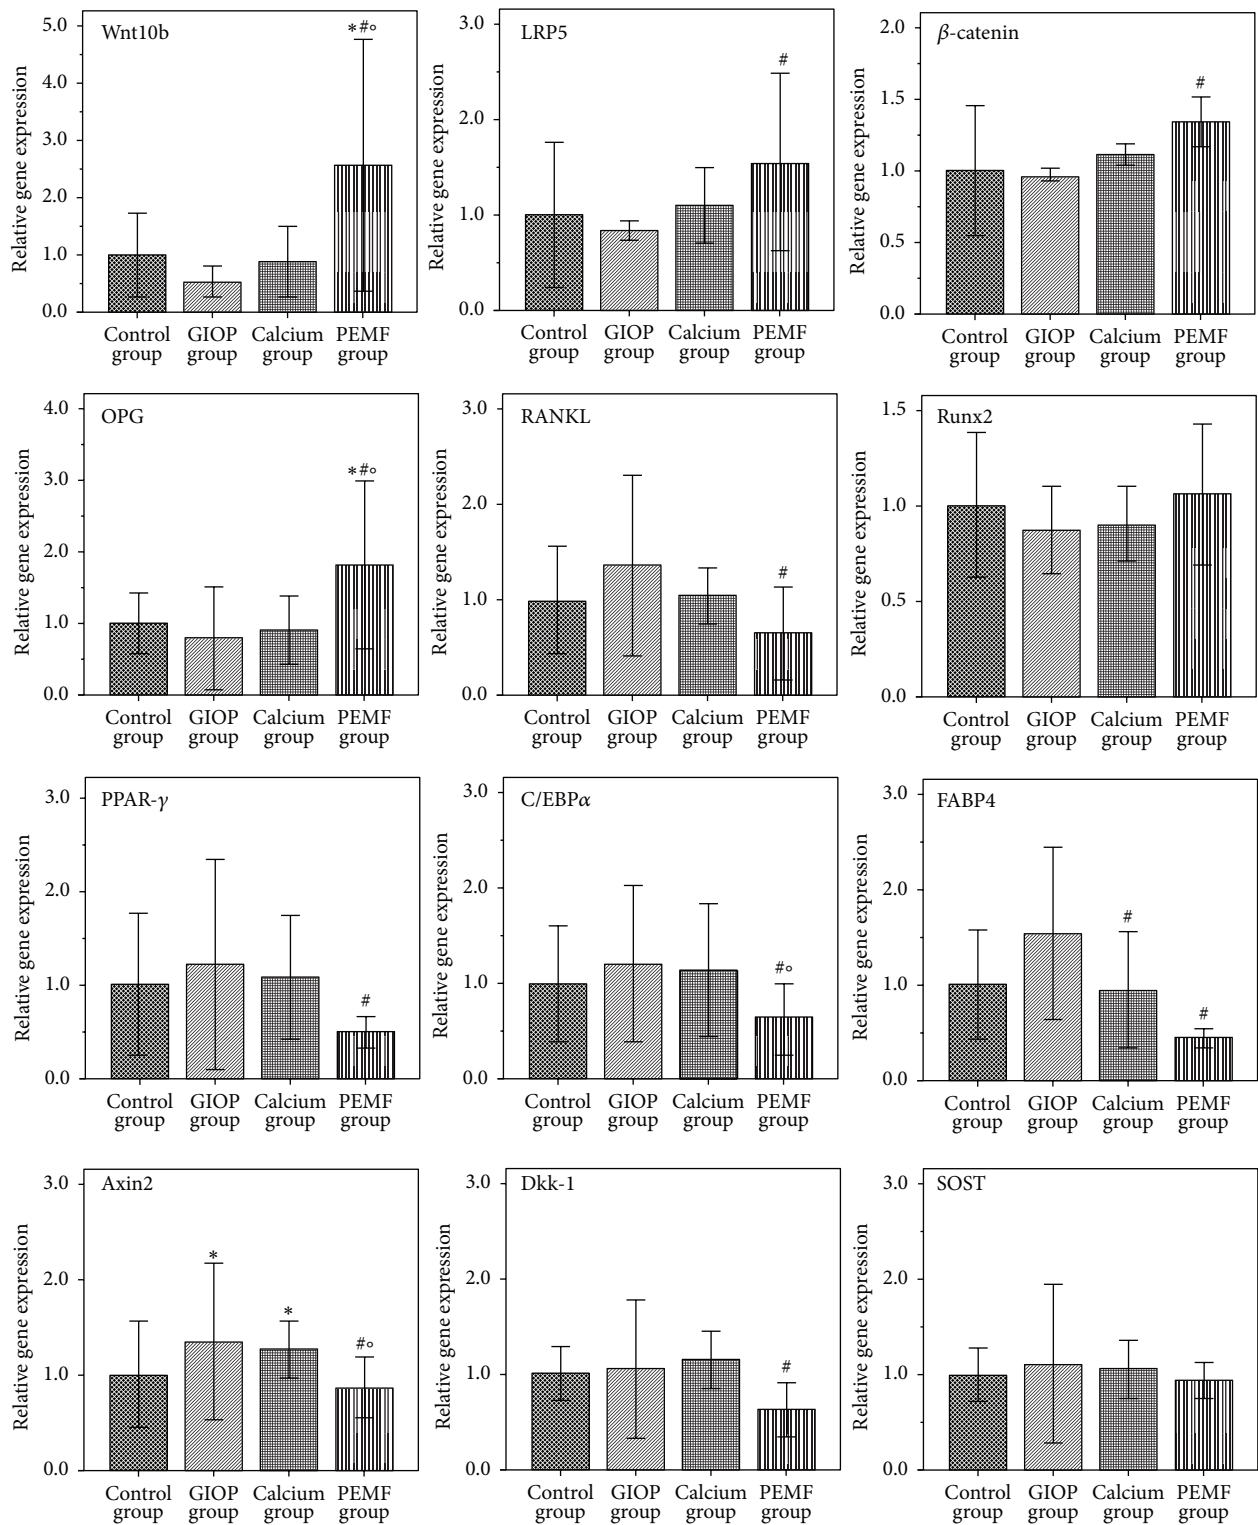 Wnt10b
*#∘
Relative gene expression
5.0
4.0
3.0
2.0
1.0
0.0
Control group
GIOP group
Calcium group
PEMF group
LRP5
#
Relative gene expression
3.0
2.0
1.0
0.0
Control group
GIOP group
Calcium group
PEMF group
β-catenin
#
Relative gene expression
2.0
1.5
1.0
0.5
0.0
Control group
GIOP group
Calcium group
PEMF group
OPG
*#∘
Relative gene expression
4.0
3.0
2.0
1.0
0.0
Control group
GIOP group
Calcium group
PEMF group
RANKL
#
Relative gene expression
3.0
2.0
1.0
0.0
Control group
GIOP group
Calcium group
PEMF group
Runx2
Relative gene expression
1.5
1.0
0.5
0.0
Control group
GIOP group
Calcium group
PEMF group
PPAR-γ
#
Relative gene expression
3.0
2.0
1.0
0.0
Control group
GIOP group
Calcium group
PEMF group
C/EBPα
#∘
Relative gene expression
3.0
2.0
1.0
0.0
Control group
GIOP group
Calcium group
PEMF group
FABP4
#
#
Relative gene expression
3.0
2.0
1.0
0.0
Control group
GIOP group
Calcium group
PEMF group
Axin2
*
*
#∘
Relative gene expression
3.0
2.0
1.0
0.0
Control group
GIOP group
Calcium group
PEMF group
Dkk-1
#
Relative gene expression
3.0
2.0
1.0
0.0
Control group
GIOP group
Calcium group
PEMF group
SOST
Relative gene expression
3.0
2.0
1.0
0.0
Control group
GIOP group
Calcium group
PEMF group